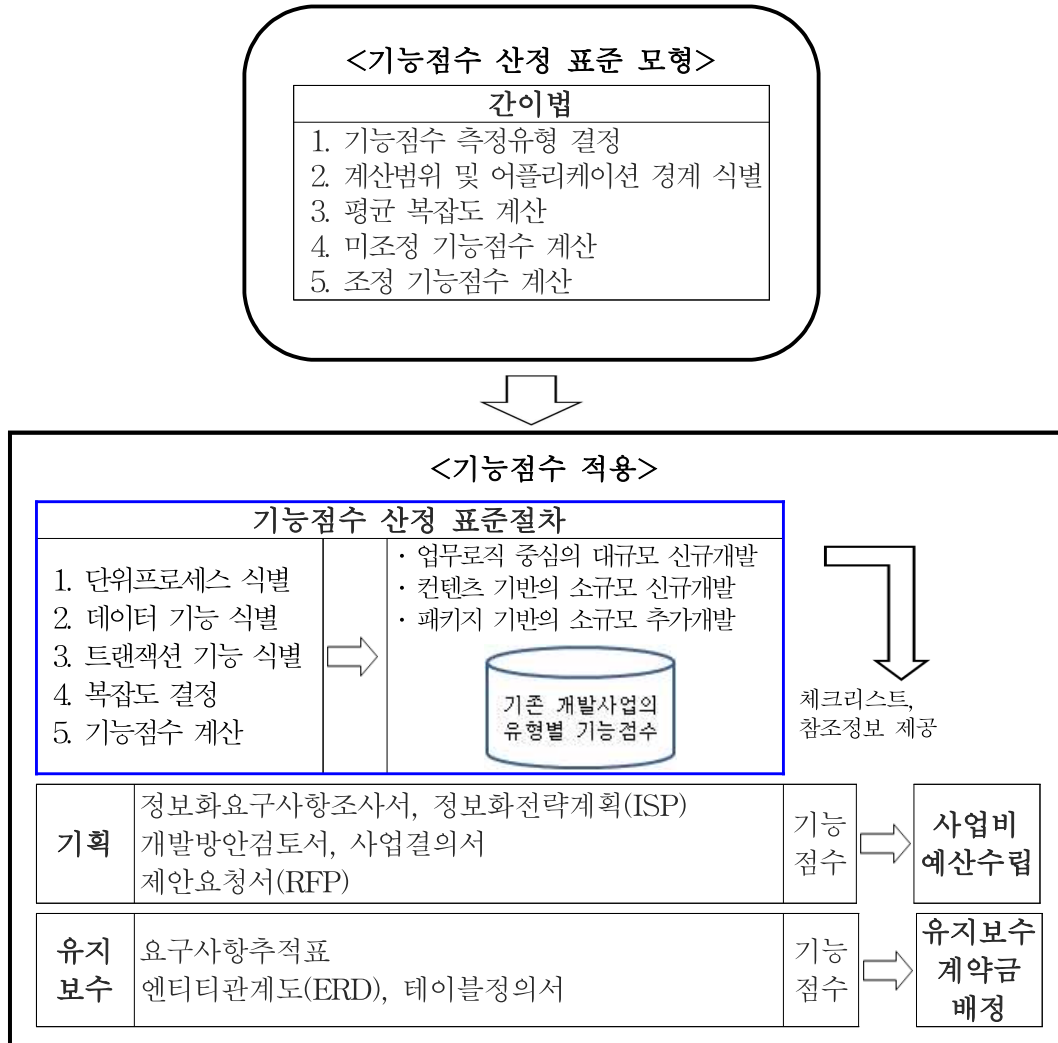 <기능점수 산정 표준 모형>
간이법
1. 기능점수 측정유형 결정
2. 계산범위 및 어플리케이션 경계 식별
3. 평균 복잡도 계산
4. 미조정 기능점수 계산
5. 조정 기능점수 계산
<기능점수 적용>
기능점수 산정 표준절차
1. 단위프로세스 식별
2. 데이터 기능 식별
3. 트랜잭션 기능 식별
4. 복잡도 결정
5. 기능점수 계산
· 업무로직 중심의 대규모 신규개발
· 컨텐츠 기반의 소규모 신규개발
· 패키지 기반의 소규모 추가개발
기존 개발사업의
유형별 기능점수
체크리스트,
참조정보 제공
기획
정보화요구사항조사서, 정보화전략계획(ISP)
개발방안검토서, 사업결의서
제안요청서(RFP)
기능
점수
사업비
예산수립
유지
보수
요구사항추적표
엔티티관계도(ERD), 테이블정의서
기능
점수
유지보수
계약금
배정